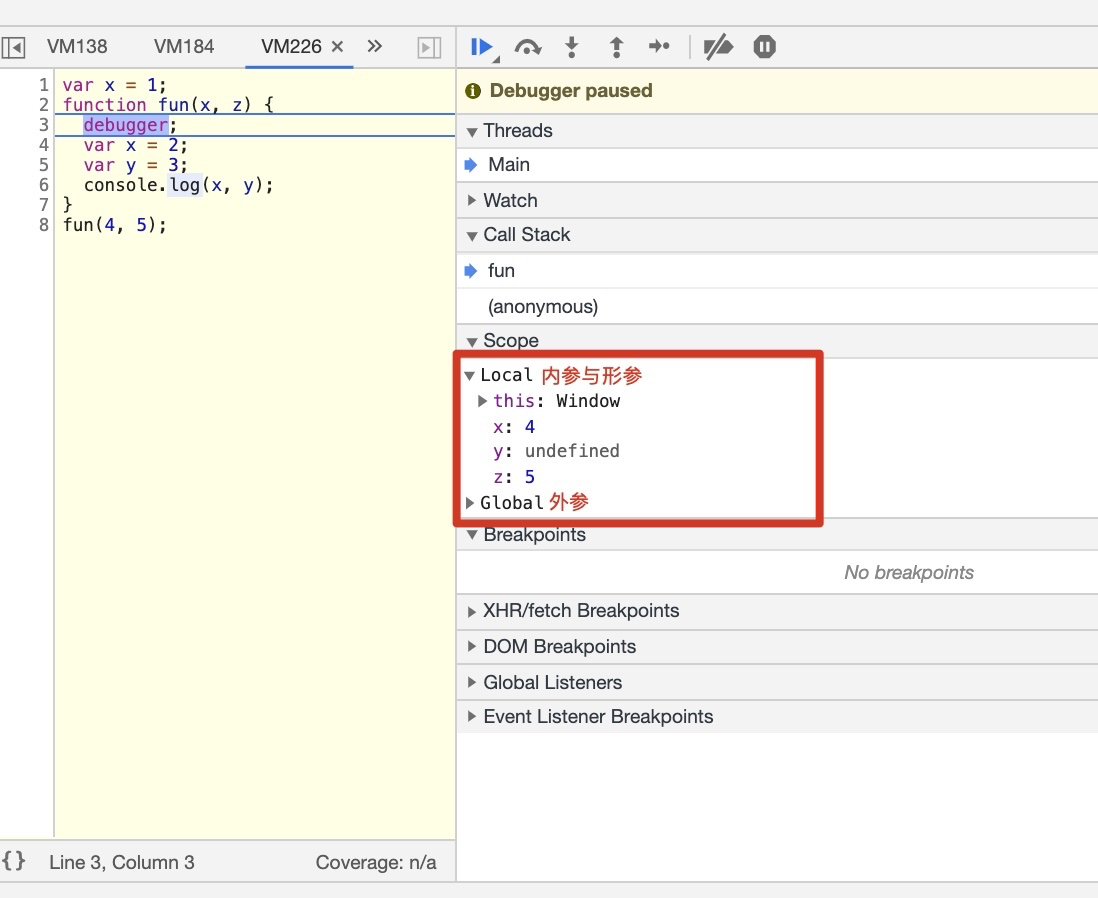 VM138 VM184 VM226 × »
1 var x = 1;
2 function fun(x, z) {
3 debugger;
4 var x = 2;
5 var y = 3;
6 console.log(x, y);
7 }
8 fun(4, 5);
{} Line 3, Column 3 Coverage: n/a
Debugger paused
Threads
Main
Watch
Call Stack
fun
(anonymous)
Scope
Local 内参与形参
this: Window
x: 4
y: undefined
z: 5
Global 外参
Breakpoints
No breakpoints
XHR/fetch Breakpoints
DOM Breakpoints
Global Listeners
Event Listener Breakpoints